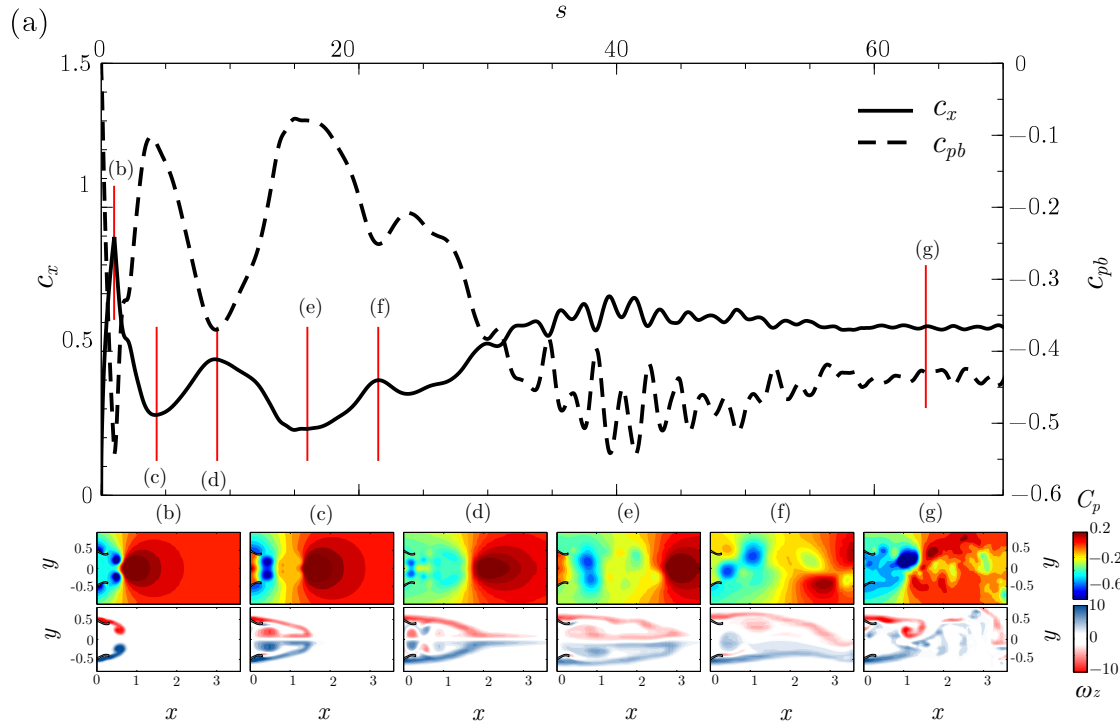 (a)
s
0 20 40 60
1.5 0
c_x
c_pb
−0.1
(b)
1
−0.2
(g)
c_x c_pb
−0.3
(e) (f)
0.5
−0.4
(c) (d)
−0.5
0 −0.6
(b) (c) (d) (e) (f) (g) C_p
y 0.5 0 -0.5 0.5 0 -0.5 y 0.2 −0.2 −0.6
y 0.5 0 -0.5 0.5 0 -0.5 y 10 0 −10
0 1 2 3 0 1 2 3 0 1 2 3 0 1 2 3 0 1 2 3 0 1 2 3
ω_z
x x x x x x